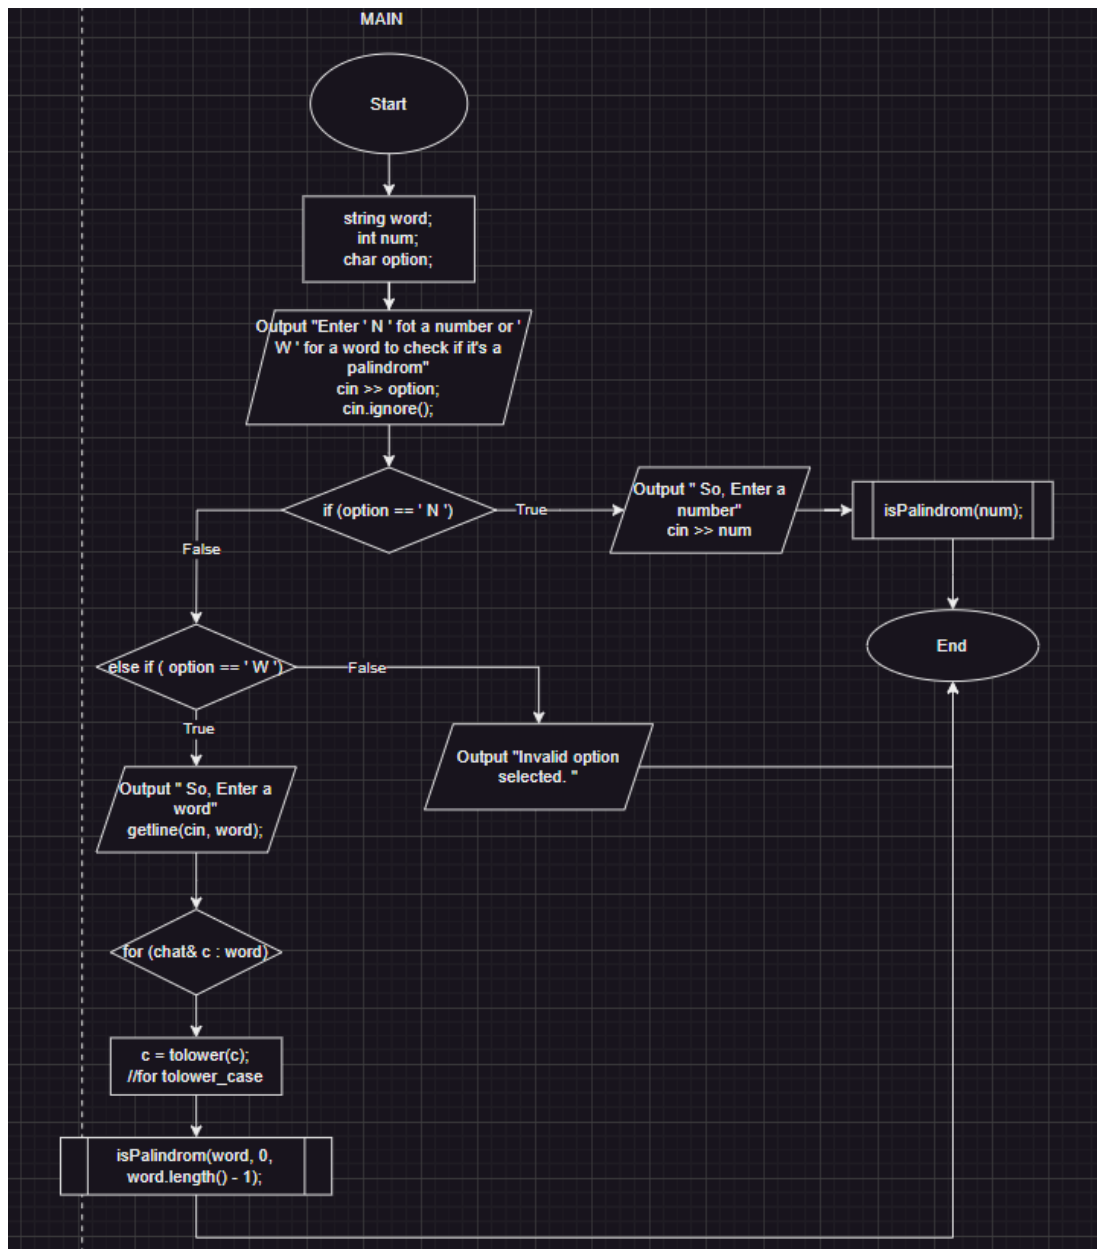 MAIN
Start
string word;
int num;
char option;
Output "Enter ' N ' fot a number or '
W ' for a word to check if it's a
palindrom"
cin >> option;
cin.ignore();
if (option == ' N ')
True
Output " So, Enter a
number"
cin >> num
isPalindrom(num);
False
End
else if ( option == ' W ')
False
True
Output "Invalid option
selected. "
Output " So, Enter a
word"
getline(cin, word);
for (chat& c : word)
c = tolower(c);
//for tolower_case
isPalindrom(word, 0,
word.length() - 1);